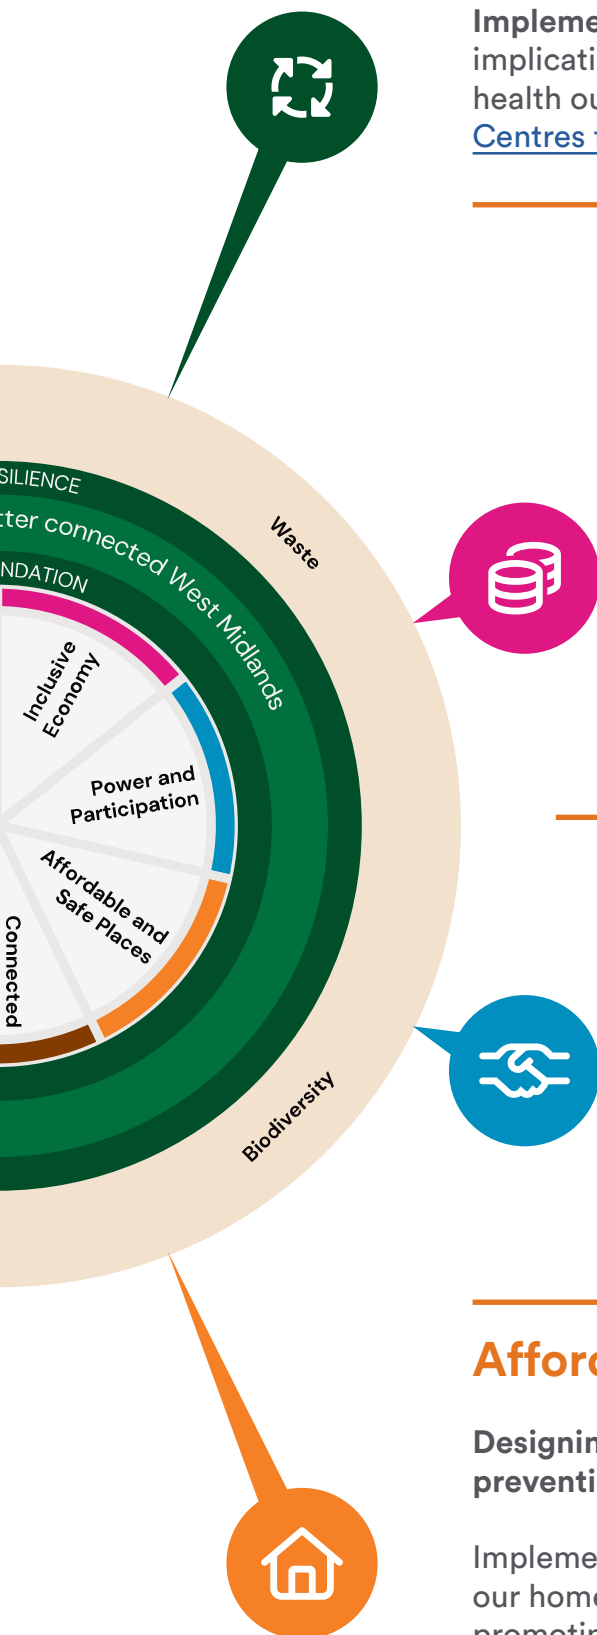 Impleme
implicati
health ou
Centres f
Waste
SILIENCE
tter connected West Midlands
NDATION
Inclusive
Economy
Power and
Participation
Affordable and
Safe Places
Connected
Biodiversity
Afford
Designin
preventi
Impleme
our home
promotin